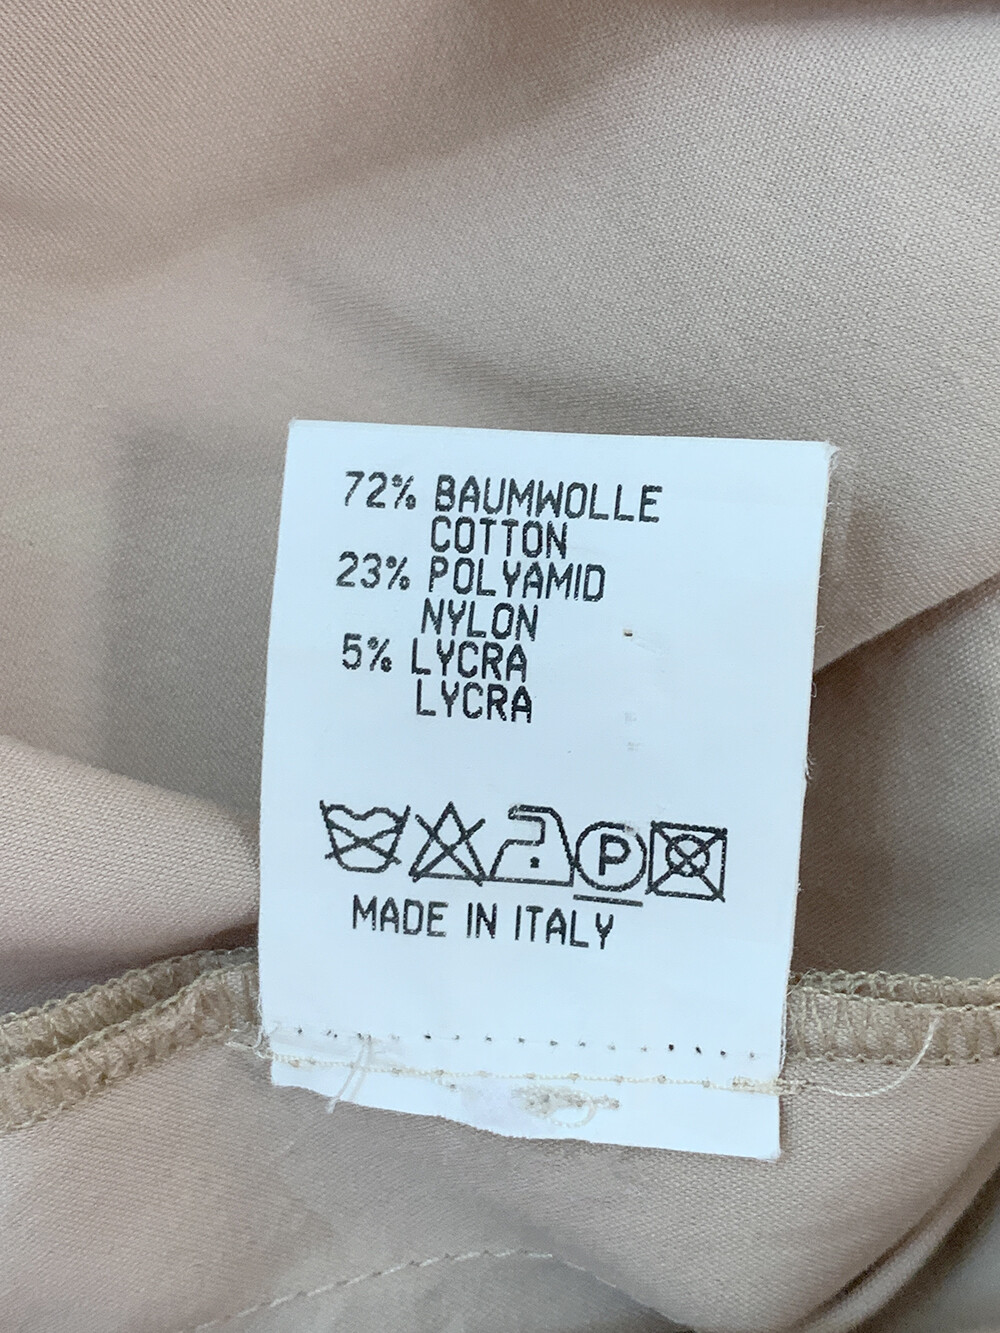 72% BAUMWOLLE
COTTON
23% POLYAMID
NYLON
5% LYCRA
LYCRA
P
MADE IN ITALY